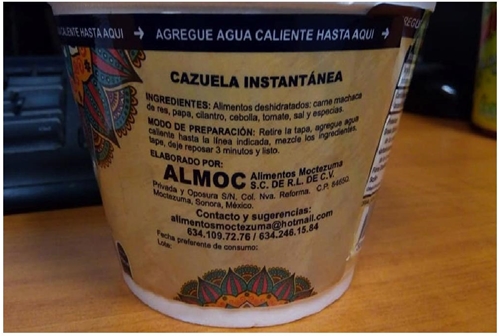 CALIENTE HASTA AQUI → AGREGUE AGUA CALIENTE HASTA AQUI →
CAZUELA INSTANTÁNEA
INGREDIENTES: Alimentos deshidratados: carne machaca
de res, papa, cilantro, cebolla, tomate, sal y especias.
MODO DE PREPARACIÓN: Retire la tapa, agregue agua
caliente hasta la línea indicada, mezcle los ingredientes,
tape, deje reposar 3 minutos y listo.
ELABORADO POR:
ALMOC Alimentos Moctezuma
S.C. DE R.L. DE C.V.
Privada y Oposura S/N, Col. Nva. Reforma. C.P. 84650.
Moctezuma, Sonora, México.
Contacto y sugerencias:
alimentosmoctezuma@hotmail.com
634.109.72.76 / 634.246.15.84
Fecha preferente de consumo:
Lote: